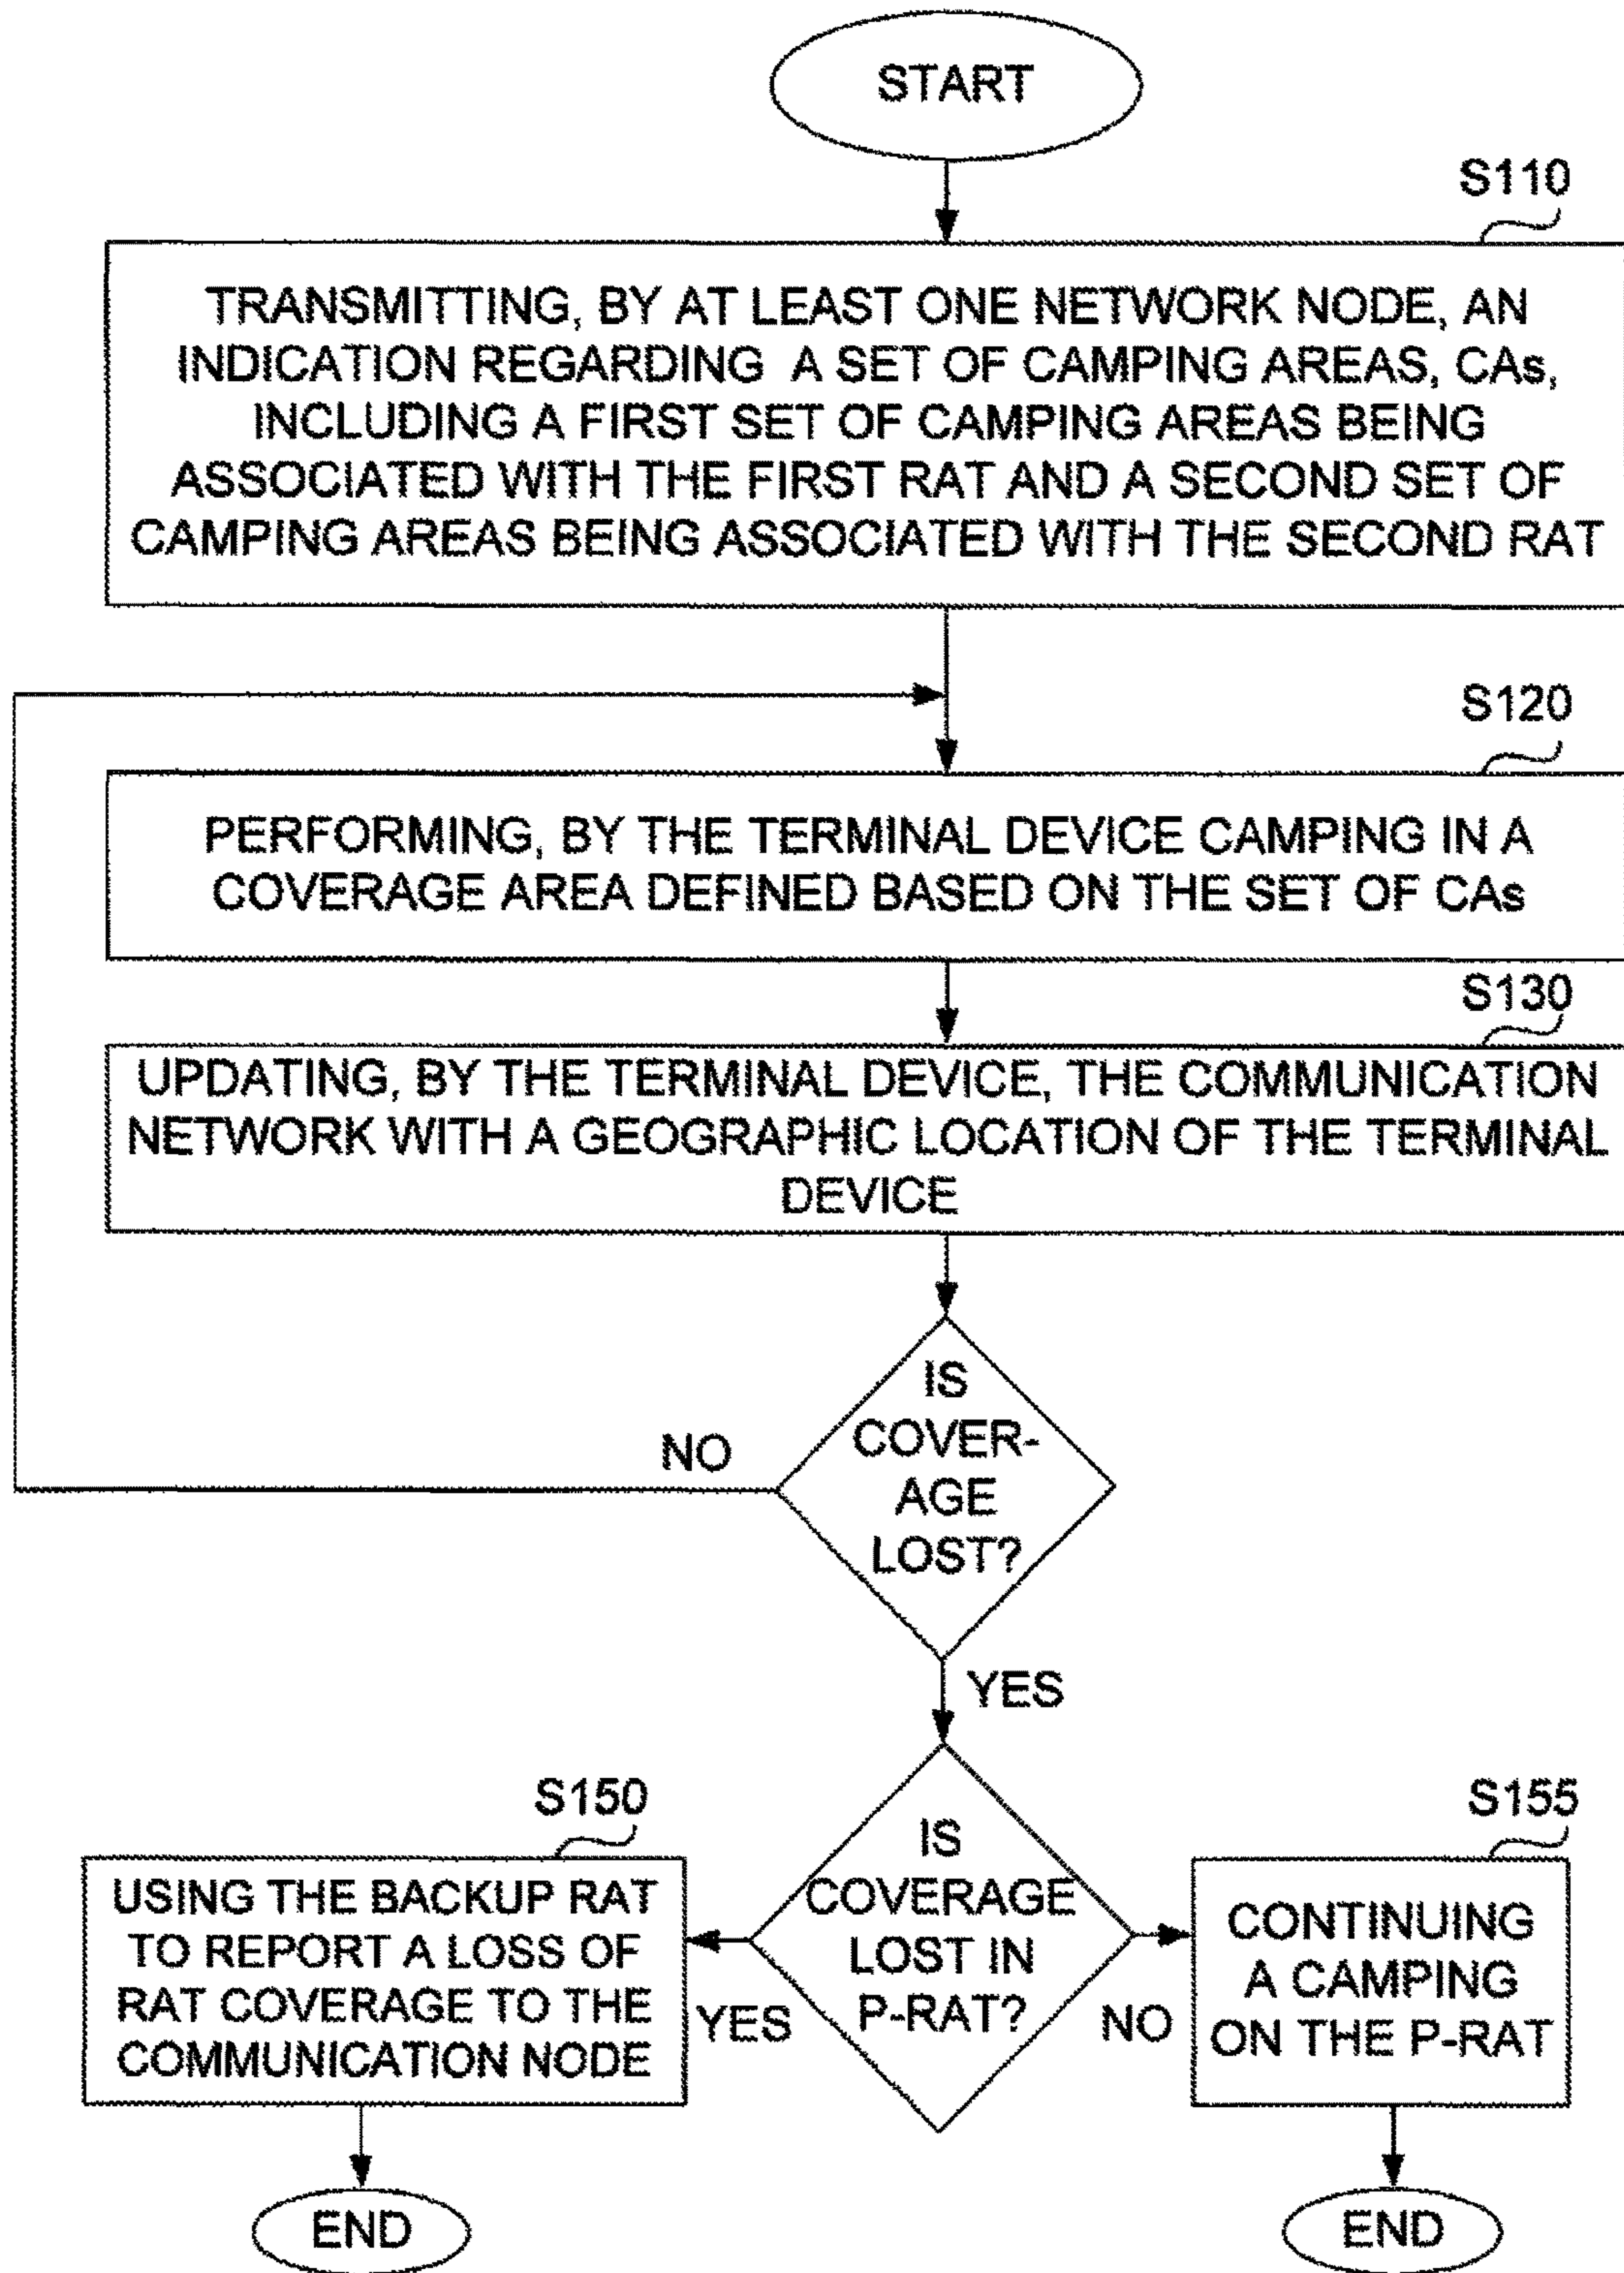 START
S110
TRANSMITTING, BY AT LEAST ONE NETWORK NODE, AN
INDICATION REGARDING A SET OF CAMPING AREAS, CAs,
INCLUDING A FIRST SET OF CAMPING AREAS BEING
ASSOCIATED WITH THE FIRST RAT AND A SECOND SET OF
CAMPING AREAS BEING ASSOCIATED WITH THE SECOND RAT
S120
PERFORMING, BY THE TERMINAL DEVICE CAMPING IN A
COVERAGE AREA DEFINED BASED ON THE SET OF CAs
S130
UPDATING, BY THE TERMINAL DEVICE, THE COMMUNICATION
NETWORK WITH A GEOGRAPHIC LOCATION OF THE TERMINAL
DEVICE
IS
COVER-
AGE
LOST?
NO
YES
IS
COVERAGE
LOST IN
P-RAT?
YES
NO
S150
USING THE BACKUP RAT
TO REPORT A LOSS OF
RAT COVERAGE TO THE
COMMUNICATION NODE
S155
CONTINUING
A CAMPING
ON THE P-RAT
END
END